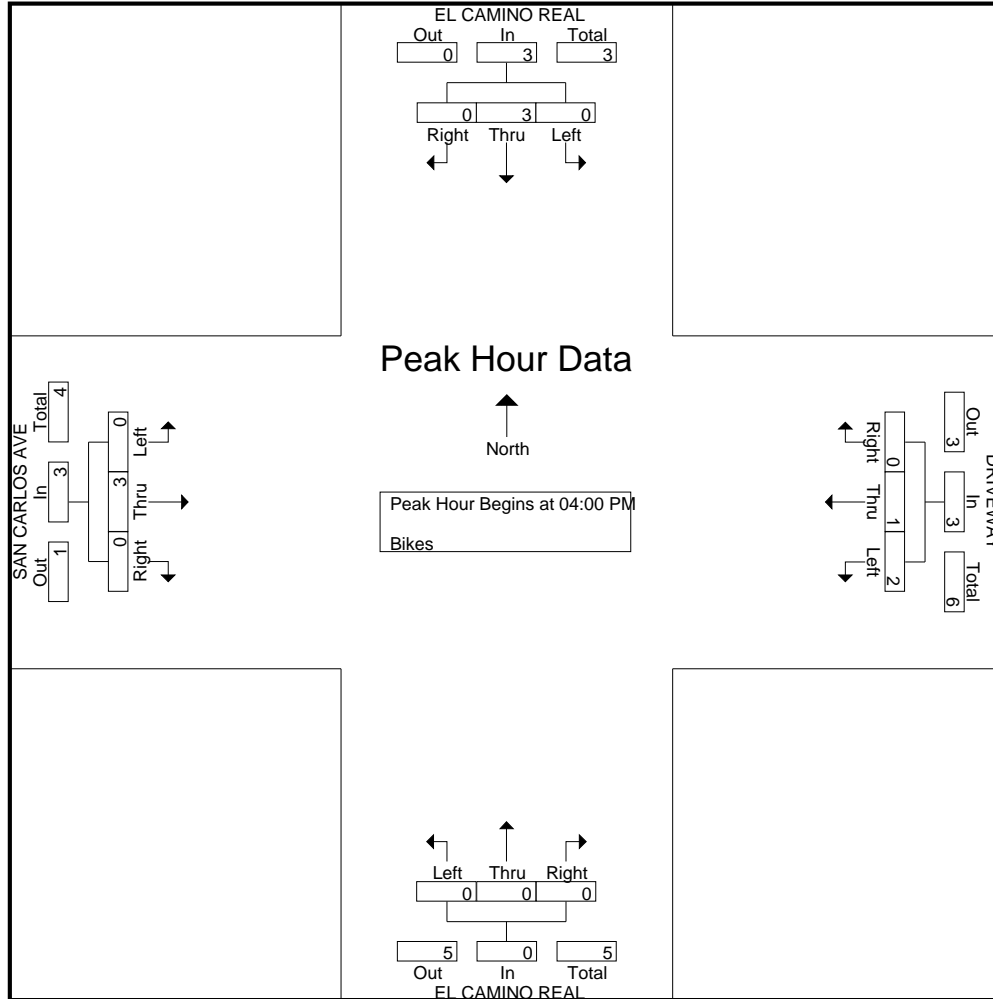 EL CAMINO REAL
Out In Total
0 3 3
0 3 0
Right Thru Left
Peak Hour Data
North
Peak Hour Begins at 04:00 PM
Bikes
SAN CARLOS AVE
Out In Total
1 3 4
0 3 0
Right Thru Left
DRIVEWAY
Out In Total
3 3 6
0 1 2
Right Thru Left
Left Thru Right
0 0 0
5 0 5
Out In Total
EL CAMINO REAL